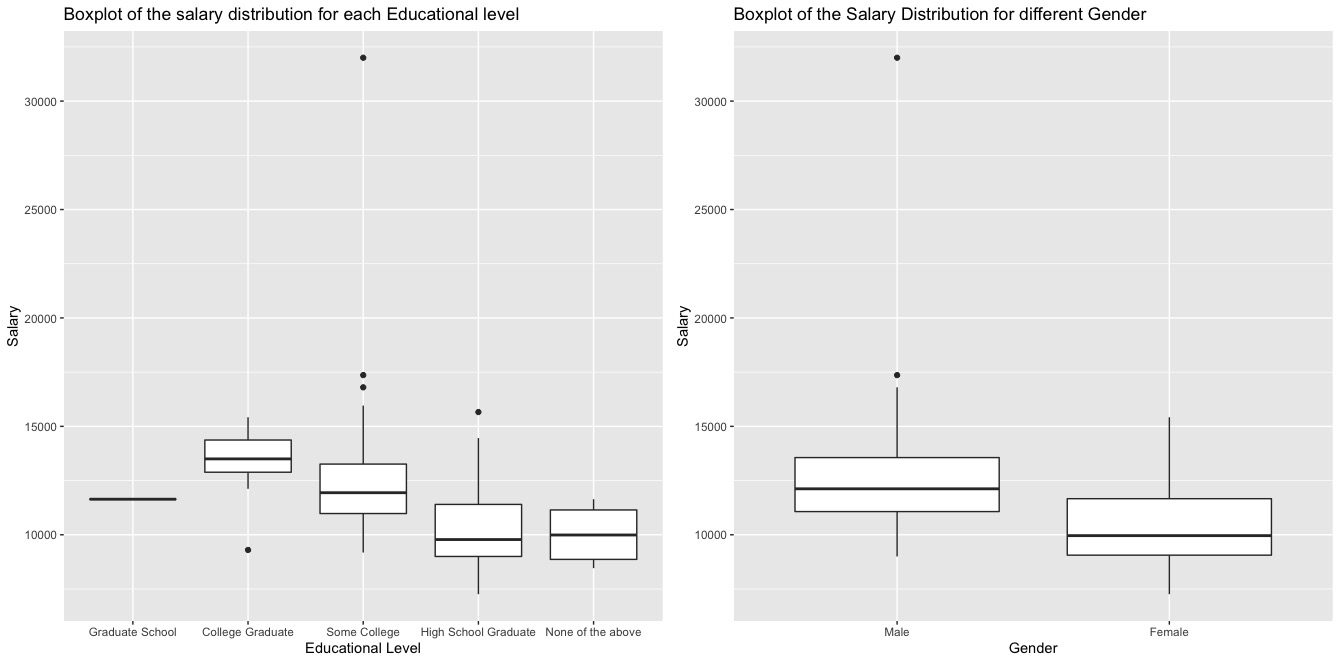 Boxplot of the salary distribution for each Educational level
30000
25000
20000
15000
10000
Salary
Graduate School College Graduate Some College High School Graduate None of the above
Educational Level
Boxplot of the Salary Distribution for different Gender
30000
25000
20000
15000
10000
Salary
Male Female
Gender